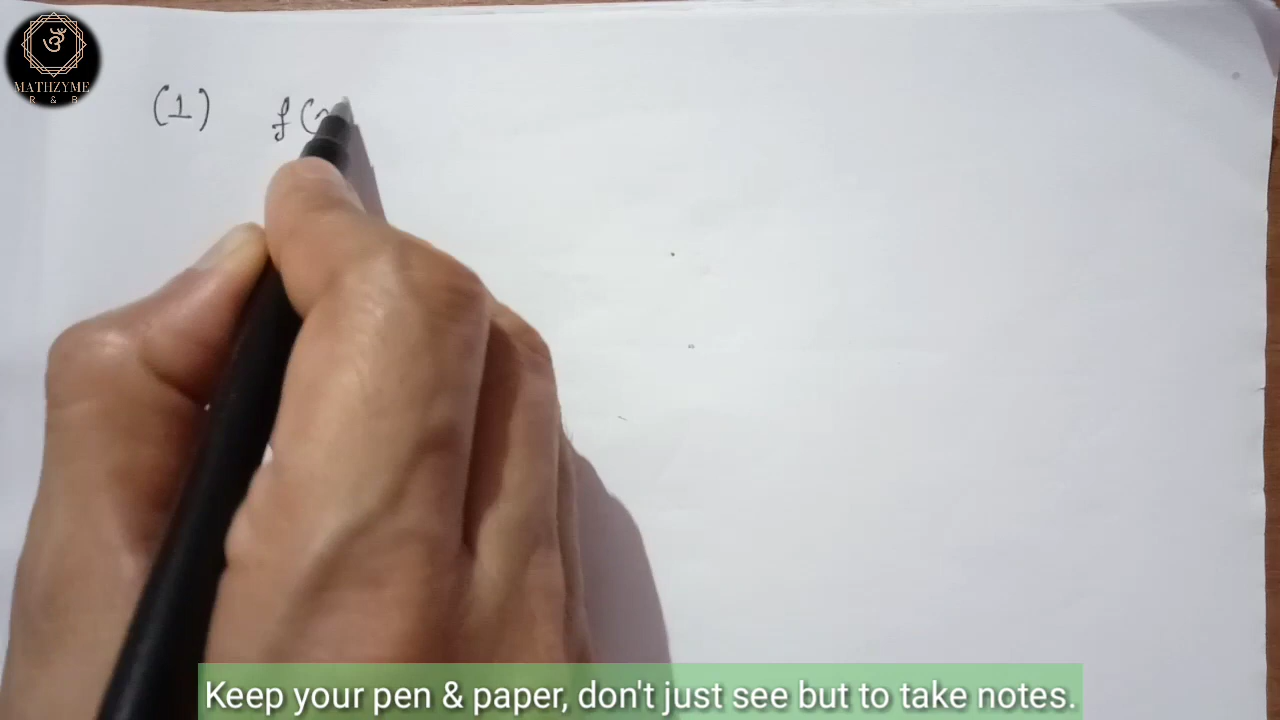 ॐ
MATHZYME
R & B
(1) f(
Keep your pen & paper, don't just see but to take notes.